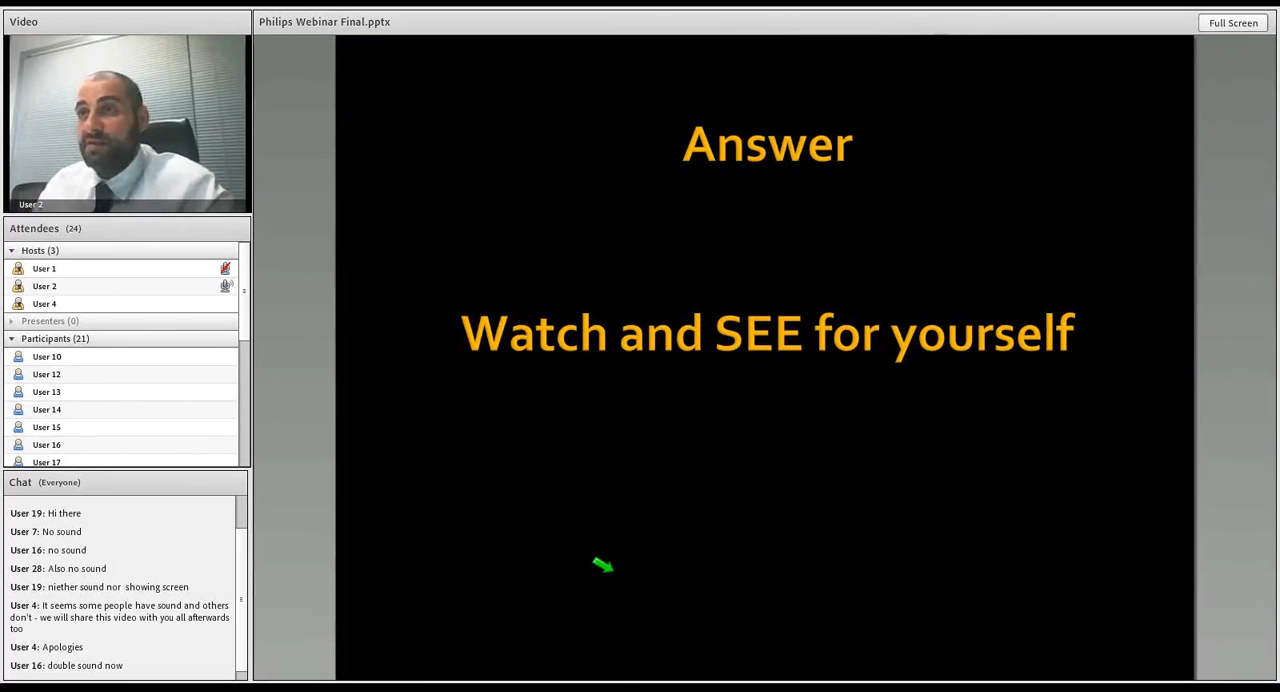 Video
Philips Webinar Final.pptx
Full Screen
User 2
Attendees (24)
Hosts (3)
User 1
User 2
User 4
Presenters (0)
Participants (21)
User 10
User 12
User 13
User 14
User 15
User 16
User 17
Chat (Everyone)
User 19: Hi there
User 7: No sound
User 16: no sound
User 28: Also no sound
User 19: niether sound nor showing screen
User 4: It seems some people have sound and others
don't - we will share this video with you all afterwards
too
User 4: Apologies
User 16: double sound now
Answer
Watch and SEE for yourself